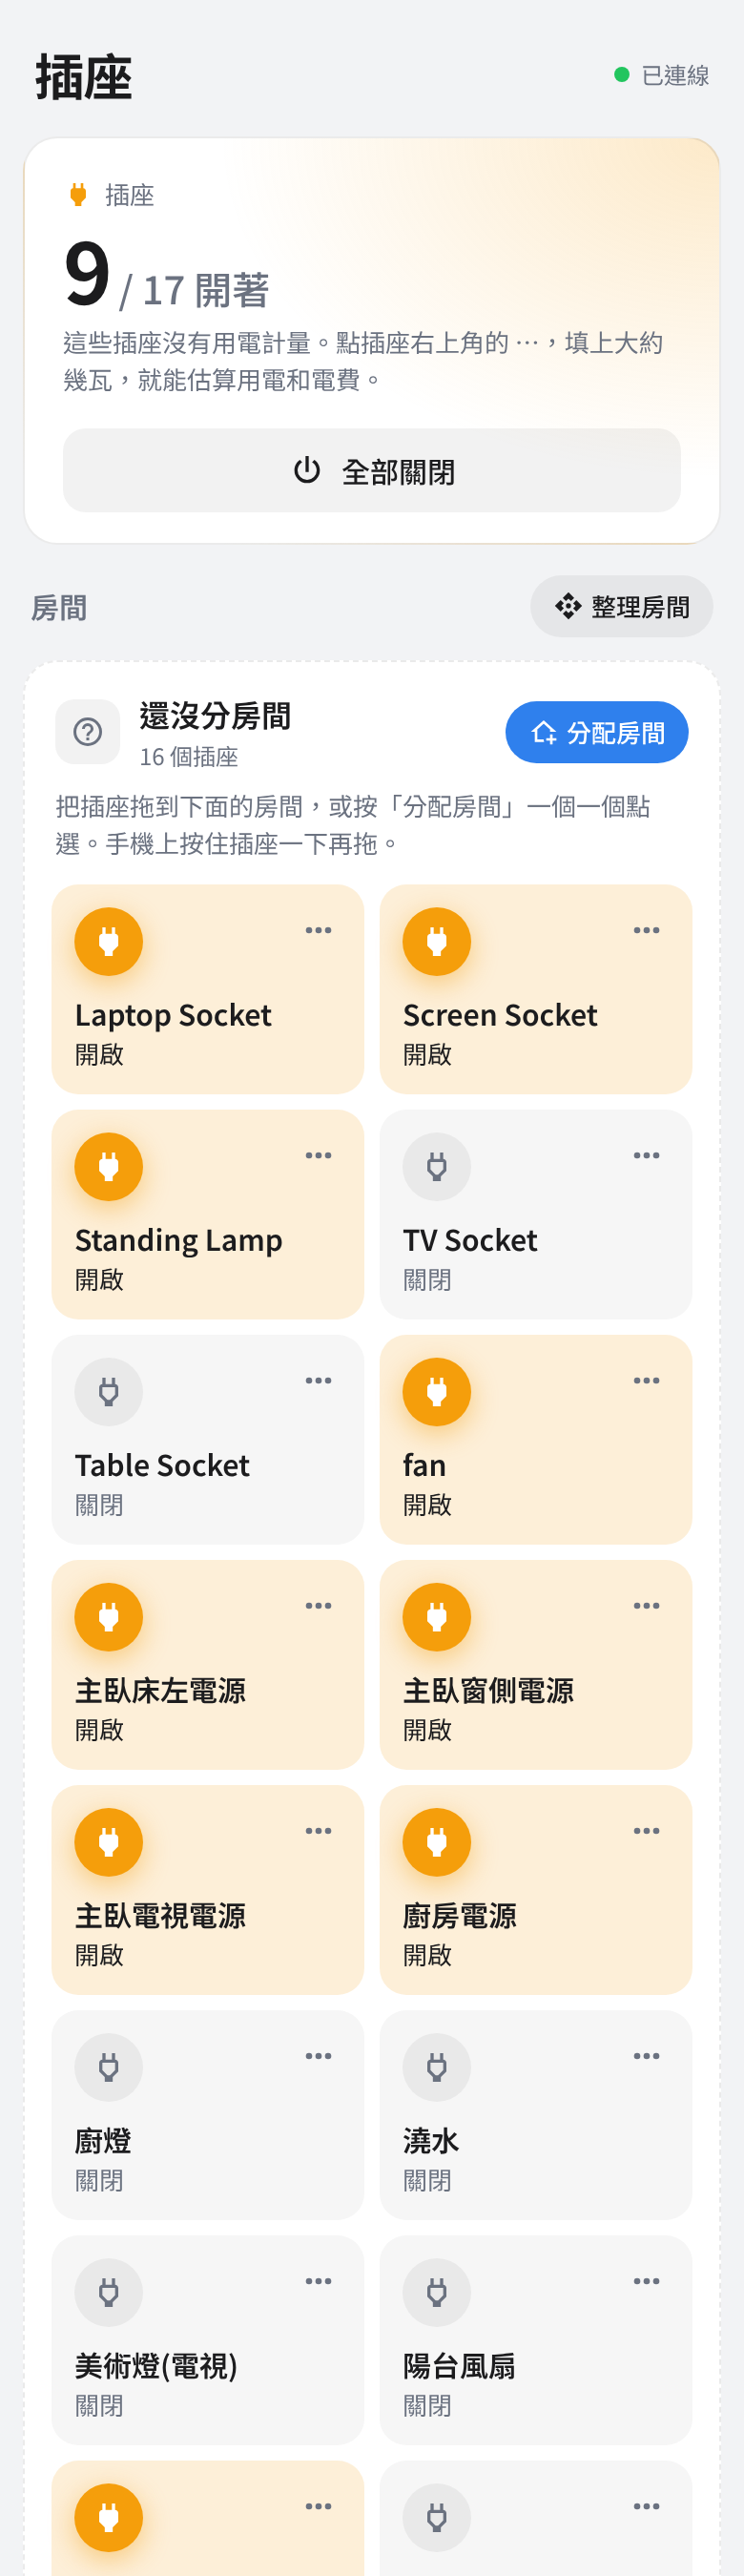 插座
已連線
插座
9 / 17 開著
這些插座沒有用電計量。點插座右上角的 ⋯，填上大約
幾瓦，就能估算用電和電費。
全部關閉
房間
整理房間
還沒分房間
16 個插座
分配房間
把插座拖到下面的房間，或按「分配房間」一個一個點
選。手機上按住插座一下再拖。
Laptop Socket
開啟
Screen Socket
開啟
Standing Lamp
開啟
TV Socket
關閉
Table Socket
關閉
fan
開啟
主臥床左電源
開啟
主臥窗側電源
開啟
主臥電視電源
開啟
廚房電源
開啟
廚燈
關閉
澆水
關閉
美術燈(電視)
關閉
陽台風扇
關閉